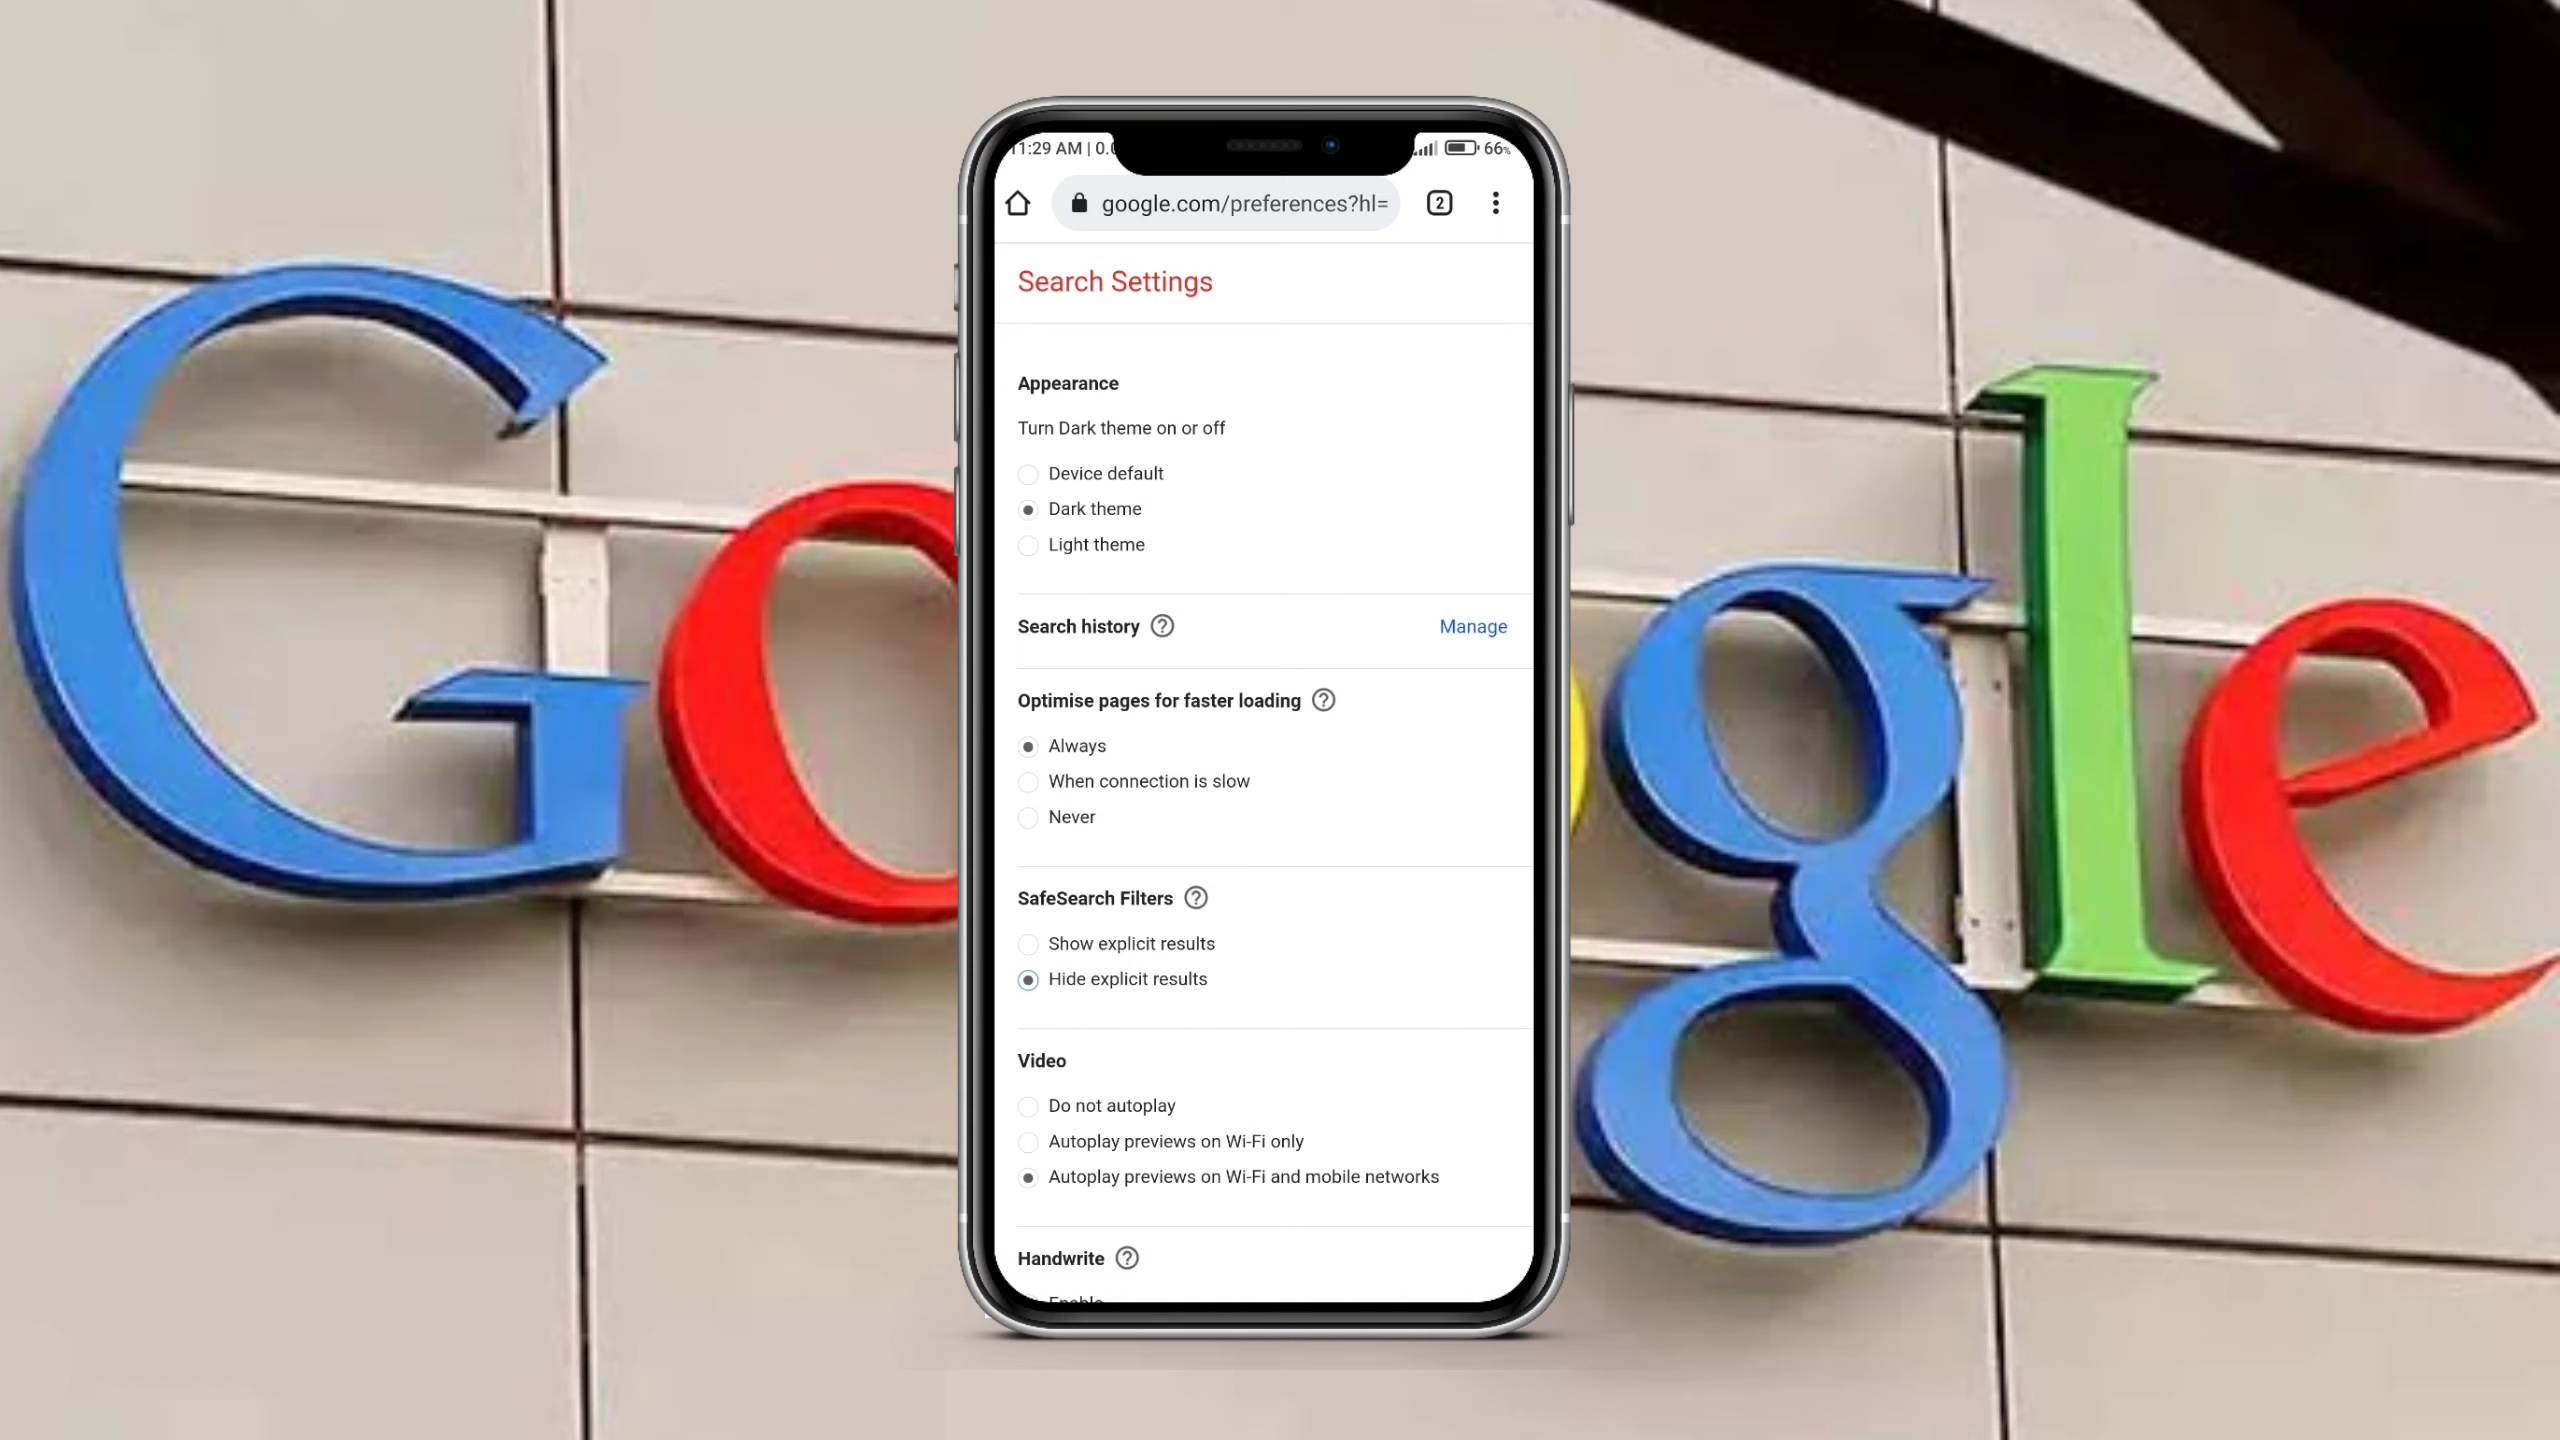 Google
11:29 AM | 0.0
66%
google.com/preferences?hl=
2
Search Settings
Appearance
Turn Dark theme on or off
Device default
Dark theme
Light theme
Search history ?
Manage
Optimise pages for faster loading ?
Always
When connection is slow
Never
SafeSearch Filters ?
Show explicit results
Hide explicit results
Video
Do not autoplay
Autoplay previews on Wi-Fi only
Autoplay previews on Wi-Fi and mobile networks
Handwrite ?
Enable